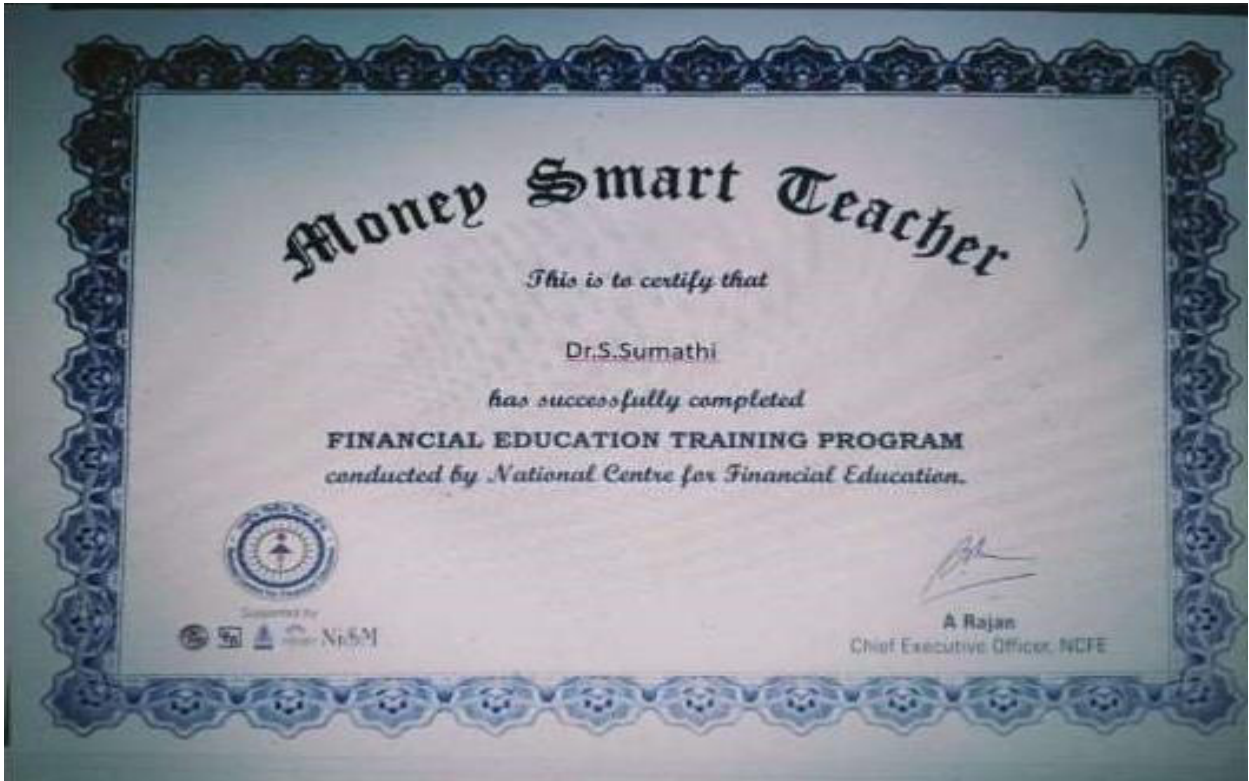 Money Smart Teacher
This is to certify that
Dr.S.Sumathi
has successfully completed
FINANCIAL EDUCATION TRAINING PROGRAM
conducted by National Centre for Financial Education.
Supported by
NISM
A Rajan
Chief Executive Officer, NCFE